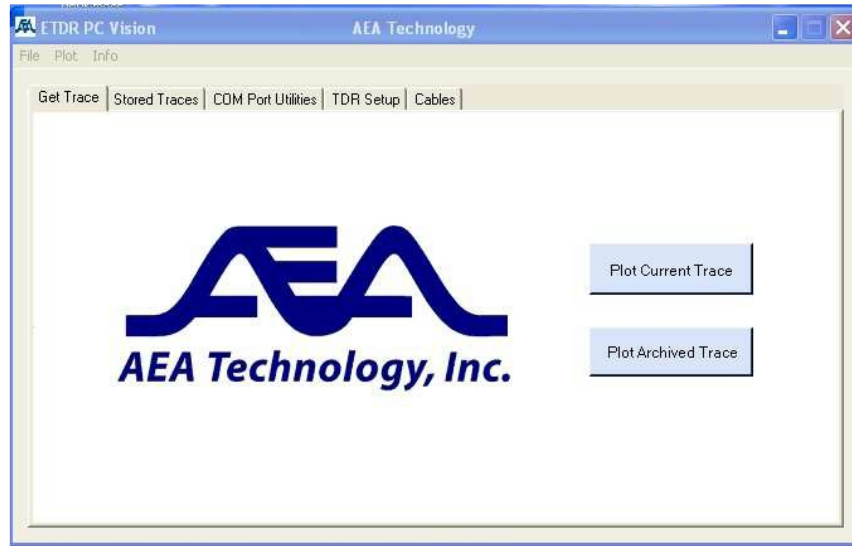 ETDR PC Vision AEA Technology
File Plot Info
Get Trace Stored Traces COM Port Utilities TDR Setup Cables
Plot Current Trace
Plot Archived Trace
AEA
AEA Technology, Inc.